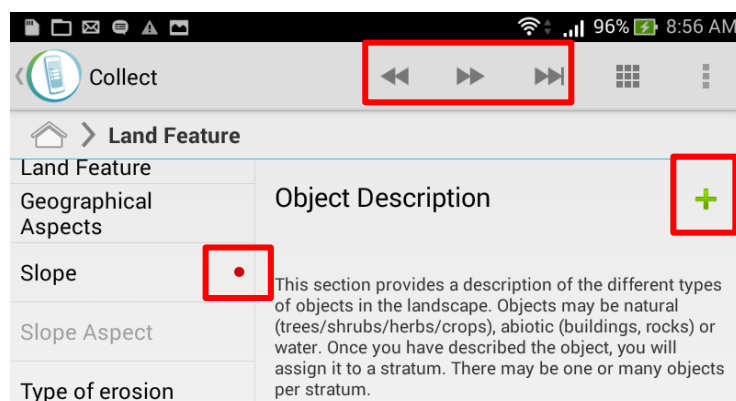 96% 8:56 AM
Collect
Land Feature
Land Feature
Geographical
Aspects
Slope
Slope Aspect
Type of erosion
Object Description
This section provides a description of the different types
of objects in the landscape. Objects may be natural
(trees/shrubs/herbs/crops), abiotic (buildings, rocks) or
water. Once you have described the object, you will
assign it to a stratum. There may be one or many objects
per stratum.